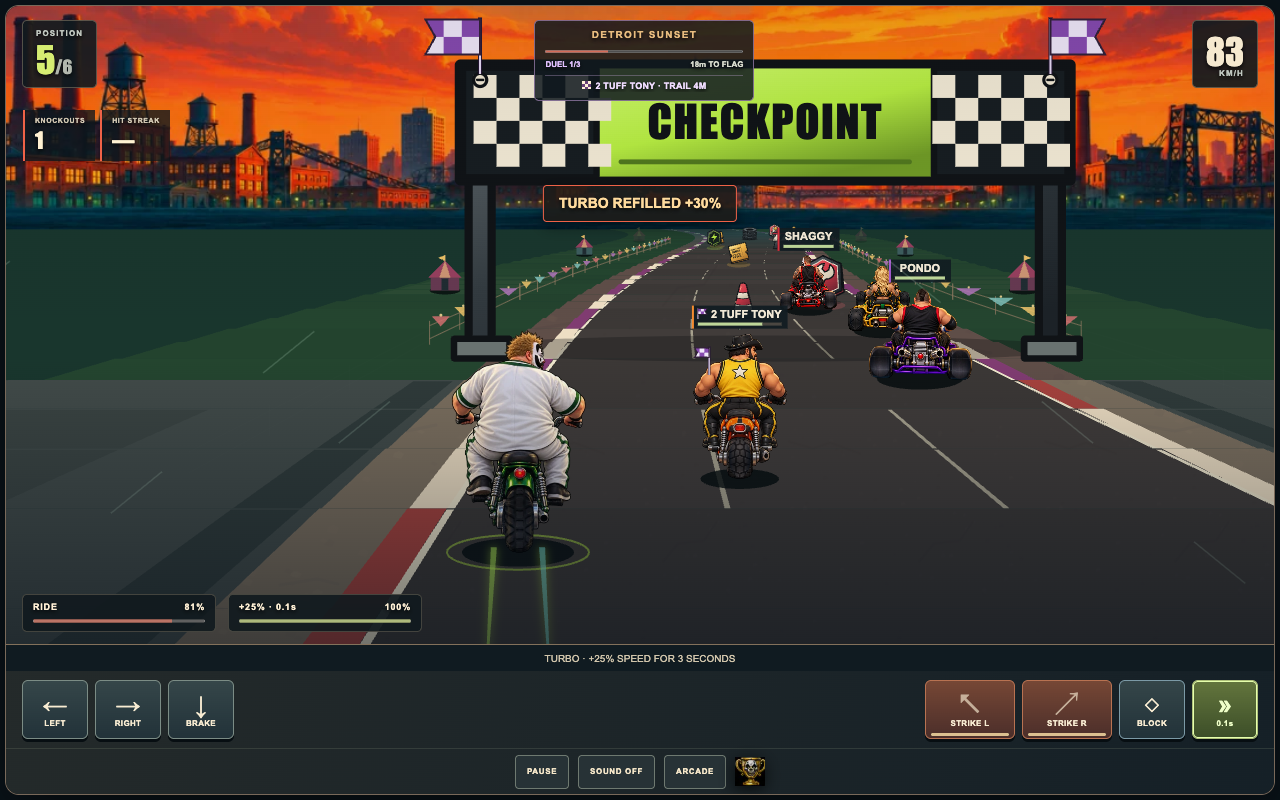 POSITION
5/6
KNOCKOUTS
1
HIT STREAK
—
DETROIT SUNSET
DUEL 1/3
18m TO FLAG
2 TUFF TONY · TRAIL 4M
83
KM/H
CHECKPOINT
TURBO REFILLED +30%
SHAGGY
PONDO
2 TUFF TONY
RIDE 81%
+25% · 0.1s 100%
TURBO · +25% SPEED FOR 3 SECONDS
← LEFT
→ RIGHT
↓ BRAKE
↖ STRIKE L
↗ STRIKE R
◇ BLOCK
» 0.1s
PAUSE
SOUND OFF
ARCADE